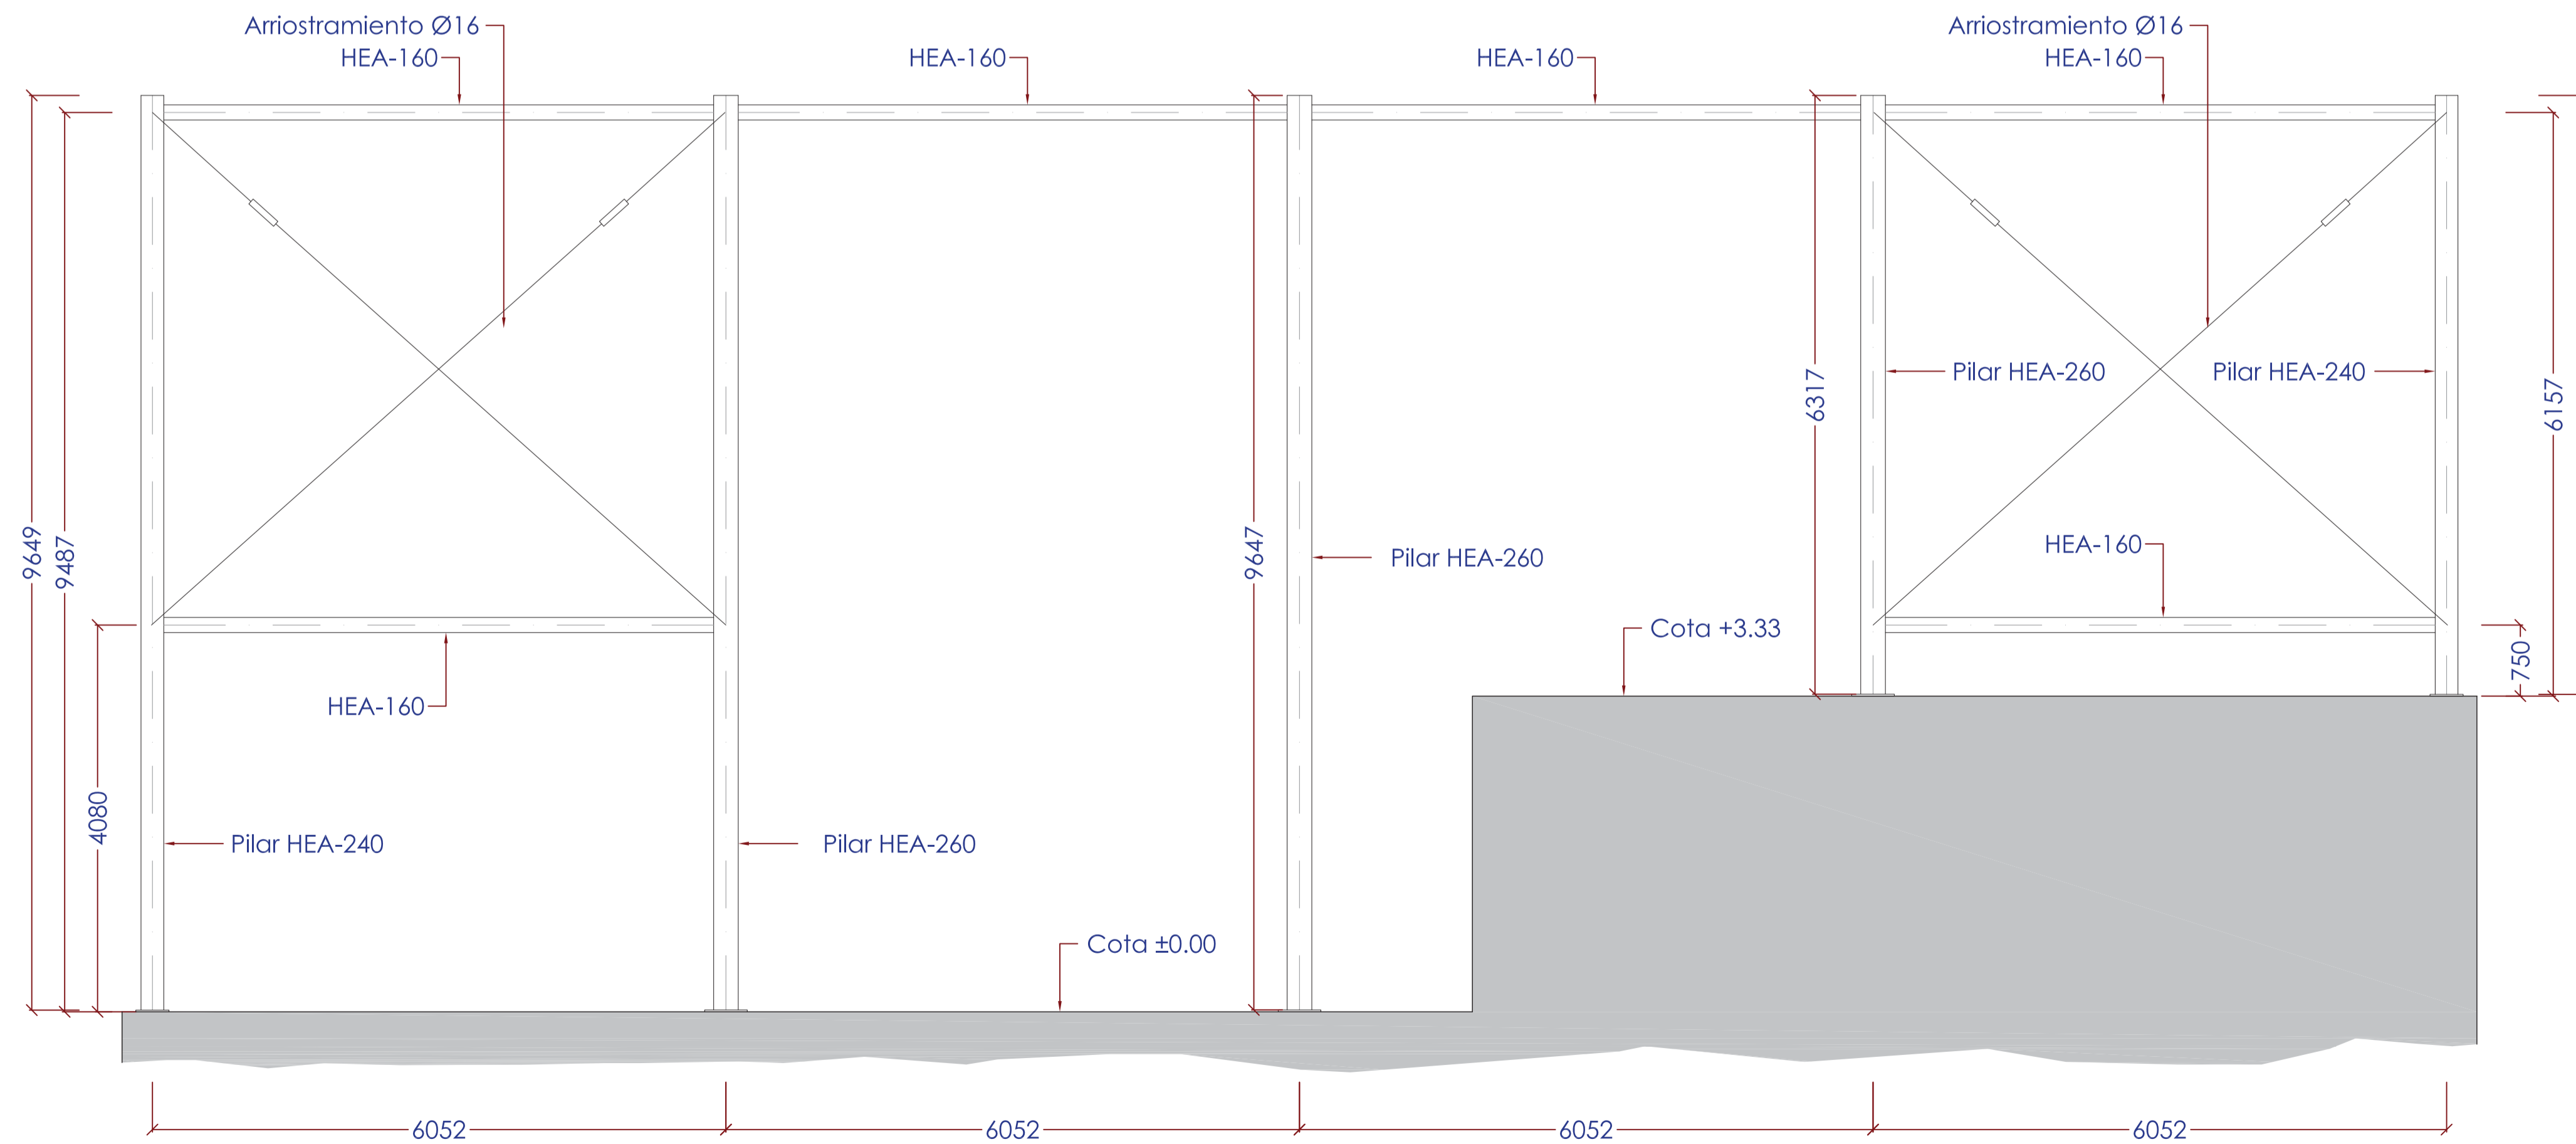 Arriostramiento Ø16
Arriostramiento Ø16
HEA-160
HEA-160
HEA-160
HEA-160
Pilar HEA-260
Pilar HEA-240
6317
6157
9649
9487
9647
Pilar HEA-260
HEA-160
Cota +3.33
750
HEA-160
4080
Pilar HEA-240
Pilar HEA-260
Cota ±0.00
6052
6052
6052
6052